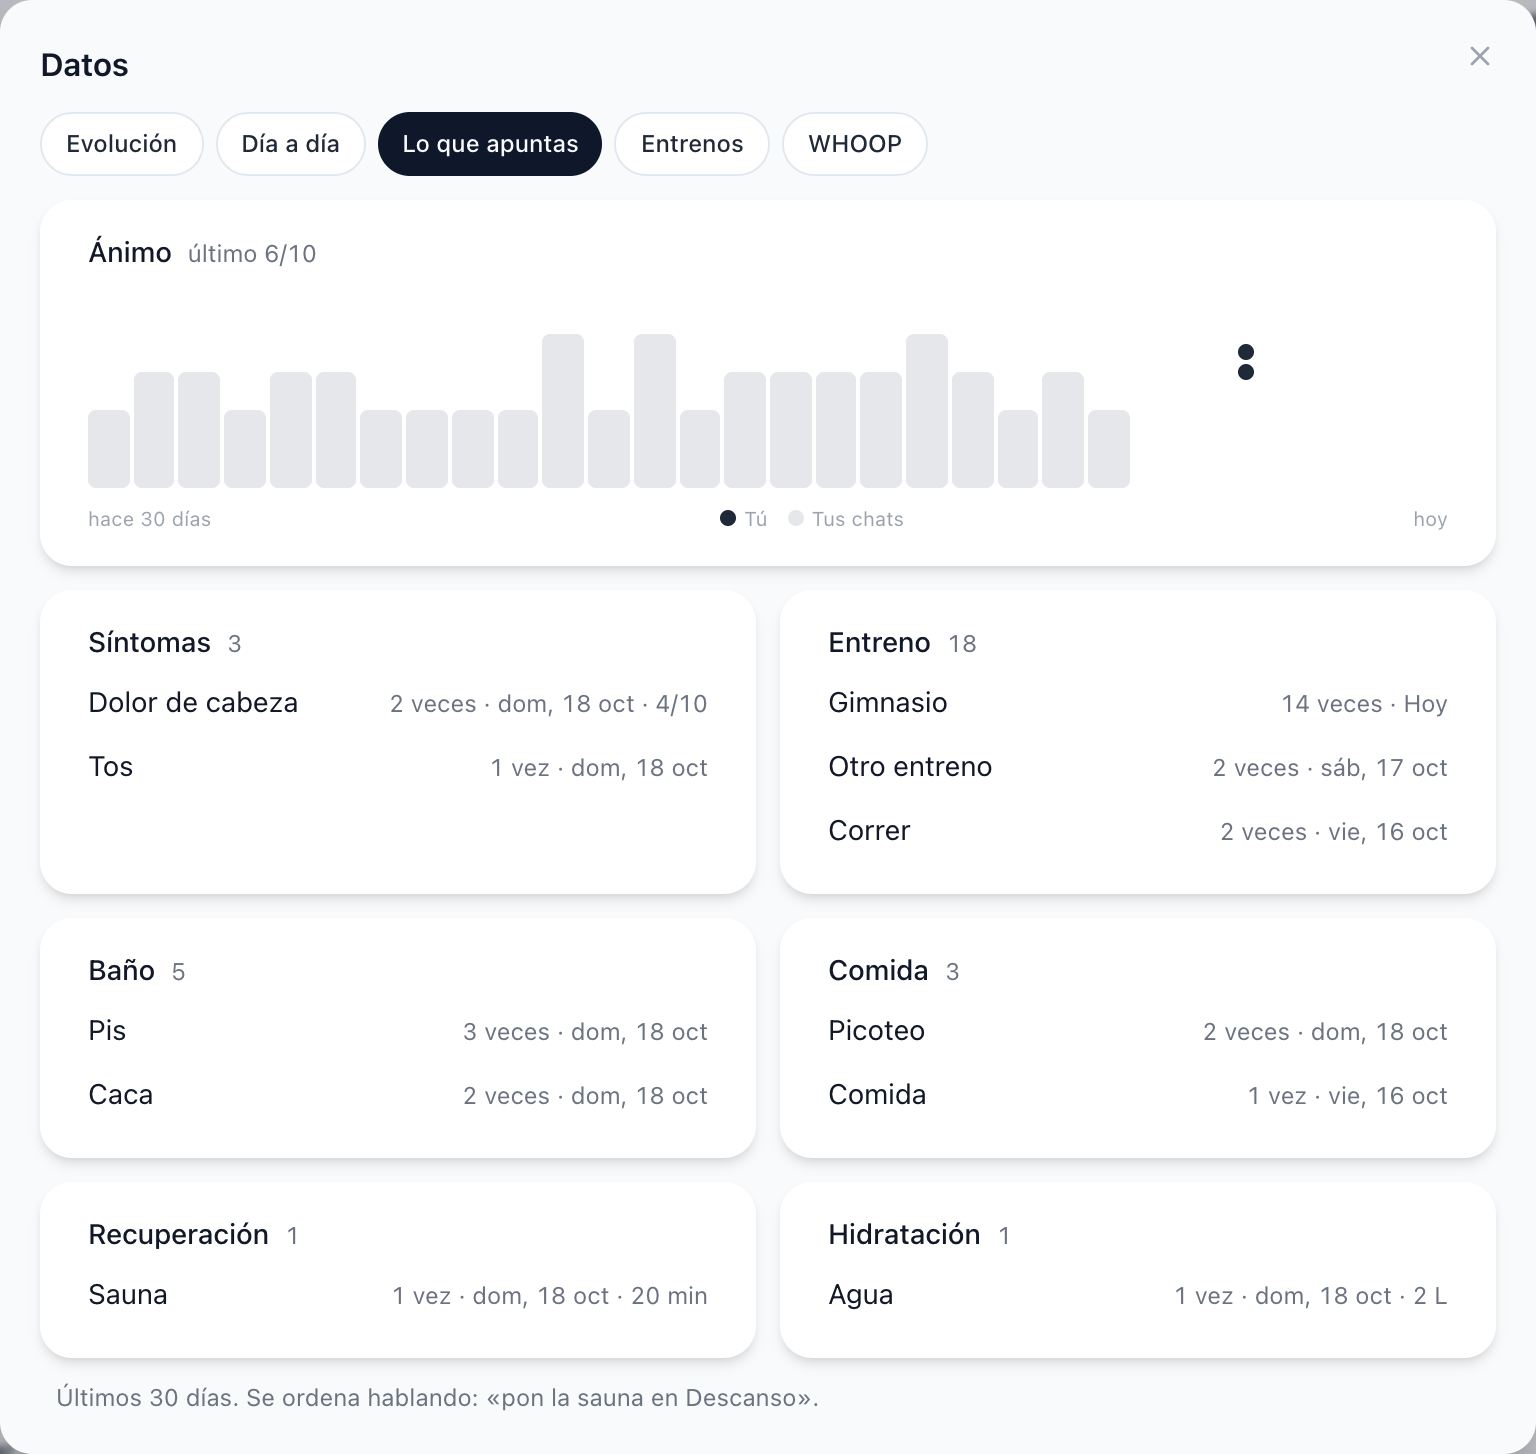 Datos
Evolución
Día a día
Lo que apuntas
Entrenos
WHOOP
Ánimo último 6/10
hace 30 días
Tú
Tus chats
hoy
Síntomas 3
Dolor de cabeza 2 veces · dom, 18 oct · 4/10
Tos 1 vez · dom, 18 oct
Entreno 18
Gimnasio 14 veces · Hoy
Otro entreno 2 veces · sáb, 17 oct
Correr 2 veces · vie, 16 oct
Baño 5
Pis 3 veces · dom, 18 oct
Caca 2 veces · dom, 18 oct
Comida 3
Picoteo 2 veces · dom, 18 oct
Comida 1 vez · vie, 16 oct
Recuperación 1
Sauna 1 vez · dom, 18 oct · 20 min
Hidratación 1
Agua 1 vez · dom, 18 oct · 2 L
Últimos 30 días. Se ordena hablando: «pon la sauna en Descanso».